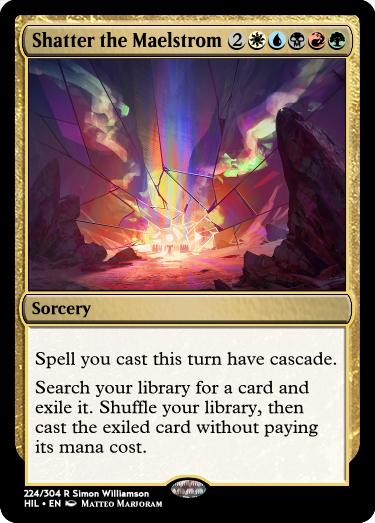 Shatter the Maelstrom 2
Sorcery
Spell you cast this turn have cascade.
Search your library for a card and
exile it. Shuffle your library, then
cast the exiled card without paying
its mana cost.
224/304 R Simon Williamson
HIL • EN Matteo Marjoram